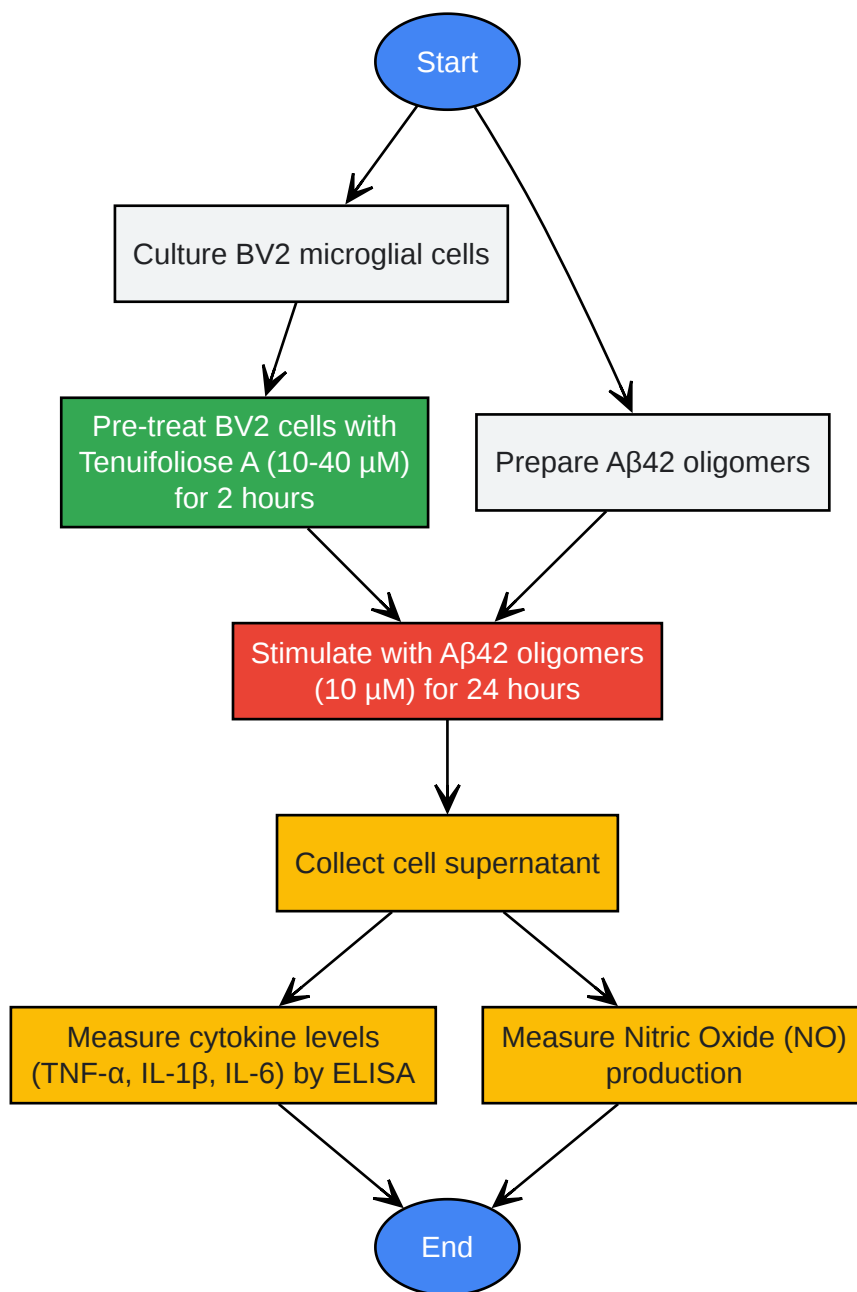 Start
Culture BV2 microglial cells
Pre-treat BV2 cells with
Tenuifoliose A (10-40 µM)
for 2 hours
Prepare Aβ42 oligomers
Stimulate with Aβ42 oligomers
(10 µM) for 24 hours
Collect cell supernatant
Measure cytokine levels
(TNF-α, IL-1β, IL-6) by ELISA
Measure Nitric Oxide (NO)
production
End